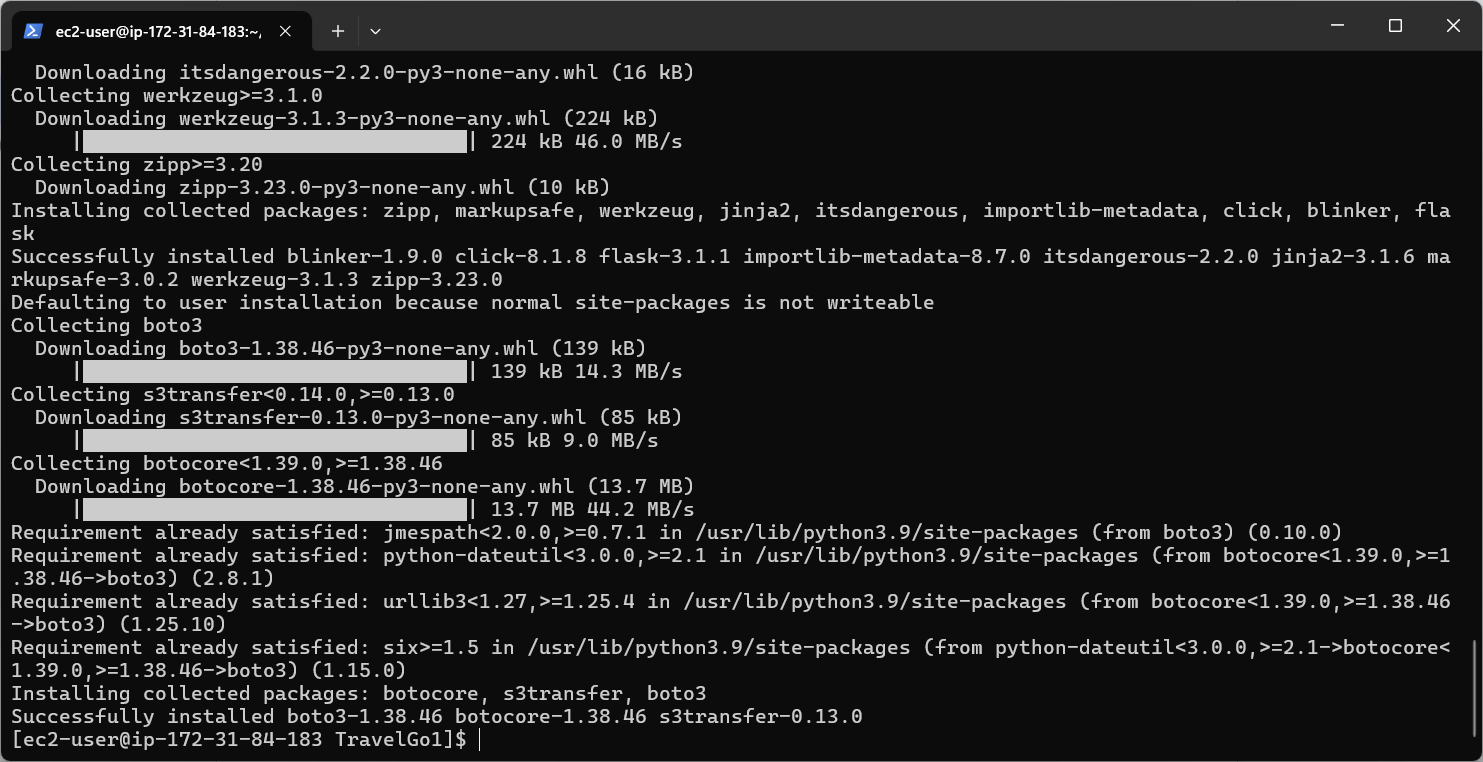 ec2-user@ip-172-31-84-183:~/
  Downloading itsdangerous-2.2.0-py3-none-any.whl (16 kB)
Collecting werkzeug>=3.1.0
  Downloading werkzeug-3.1.3-py3-none-any.whl (224 kB)
     |████████████████████████████████| 224 kB 46.0 MB/s
Collecting zipp>=3.20
  Downloading zipp-3.23.0-py3-none-any.whl (10 kB)
Installing collected packages: zipp, markupsafe, werkzeug, jinja2, itsdangerous, importlib-metadata, click, blinker, fla
sk
Successfully installed blinker-1.9.0 click-8.1.8 flask-3.1.1 importlib-metadata-8.7.0 itsdangerous-2.2.0 jinja2-3.1.6 ma
rkupsafe-3.0.2 werkzeug-3.1.3 zipp-3.23.0
Defaulting to user installation because normal site-packages is not writeable
Collecting boto3
  Downloading boto3-1.38.46-py3-none-any.whl (139 kB)
     |████████████████████████████████| 139 kB 14.3 MB/s
Collecting s3transfer<0.14.0,>=0.13.0
  Downloading s3transfer-0.13.0-py3-none-any.whl (85 kB)
     |████████████████████████████████| 85 kB 9.0 MB/s
Collecting botocore<1.39.0,>=1.38.46
  Downloading botocore-1.38.46-py3-none-any.whl (13.7 MB)
     |████████████████████████████████| 13.7 MB 44.2 MB/s
Requirement already satisfied: jmespath<2.0.0,>=0.7.1 in /usr/lib/python3.9/site-packages (from boto3) (0.10.0)
Requirement already satisfied: python-dateutil<3.0.0,>=2.1 in /usr/lib/python3.9/site-packages (from botocore<1.39.0,>=1
.38.46->boto3) (2.8.1)
Requirement already satisfied: urllib3<1.27,>=1.25.4 in /usr/lib/python3.9/site-packages (from botocore<1.39.0,>=1.38.46
->boto3) (1.25.10)
Requirement already satisfied: six>=1.5 in /usr/lib/python3.9/site-packages (from python-dateutil<3.0.0,>=2.1->botocore<
1.39.0,>=1.38.46->boto3) (1.15.0)
Installing collected packages: botocore, s3transfer, boto3
Successfully installed boto3-1.38.46 botocore-1.38.46 s3transfer-0.13.0
[ec2-user@ip-172-31-84-183 TravelGo1]$